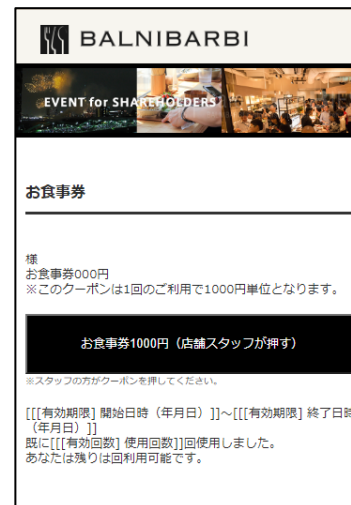 BALNIBARBI
EVENT for SHAREHOLDERS
お食事券
様
お食事券000円
※このクーポンは1回のご利用で1000円単位となります。
お食事券1000円（店舗スタッフが押す）
※スタッフの方がクーポンを押してください。
[[[有効期限] 開始日時（年月日）]]～[[[有効期限] 終了日時
（年月日）]]
既に[[[有効回数] 使用回数]]回使用しました。
あなたは残りは回利用可能です。